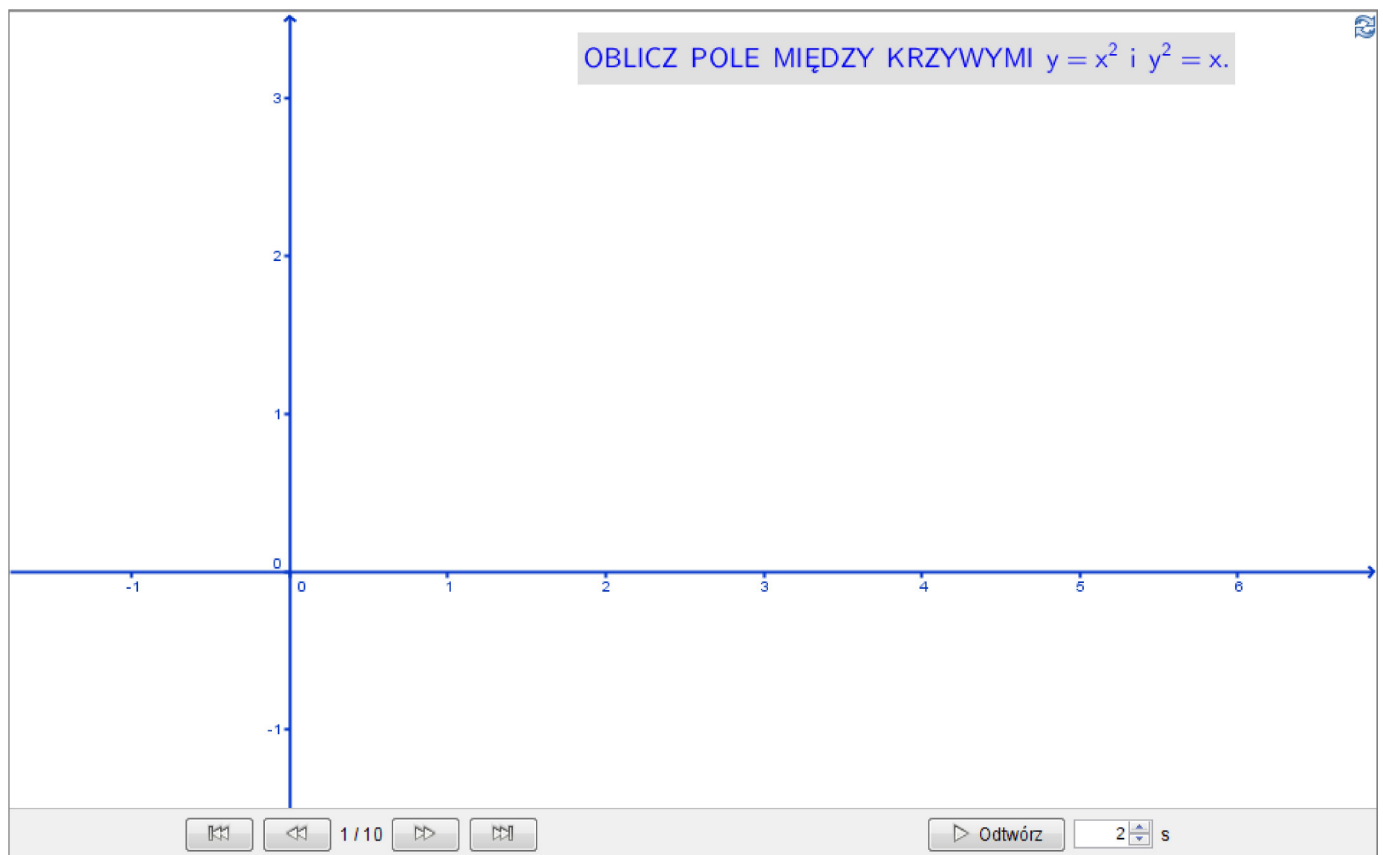 OBLICZ POLE MIĘDZY KRZYWYMI y = x² i y² = x.
3
2
1
0
-1 0 1 2 3 4 5 6
-1
1 / 10 Odtwórz 2 s